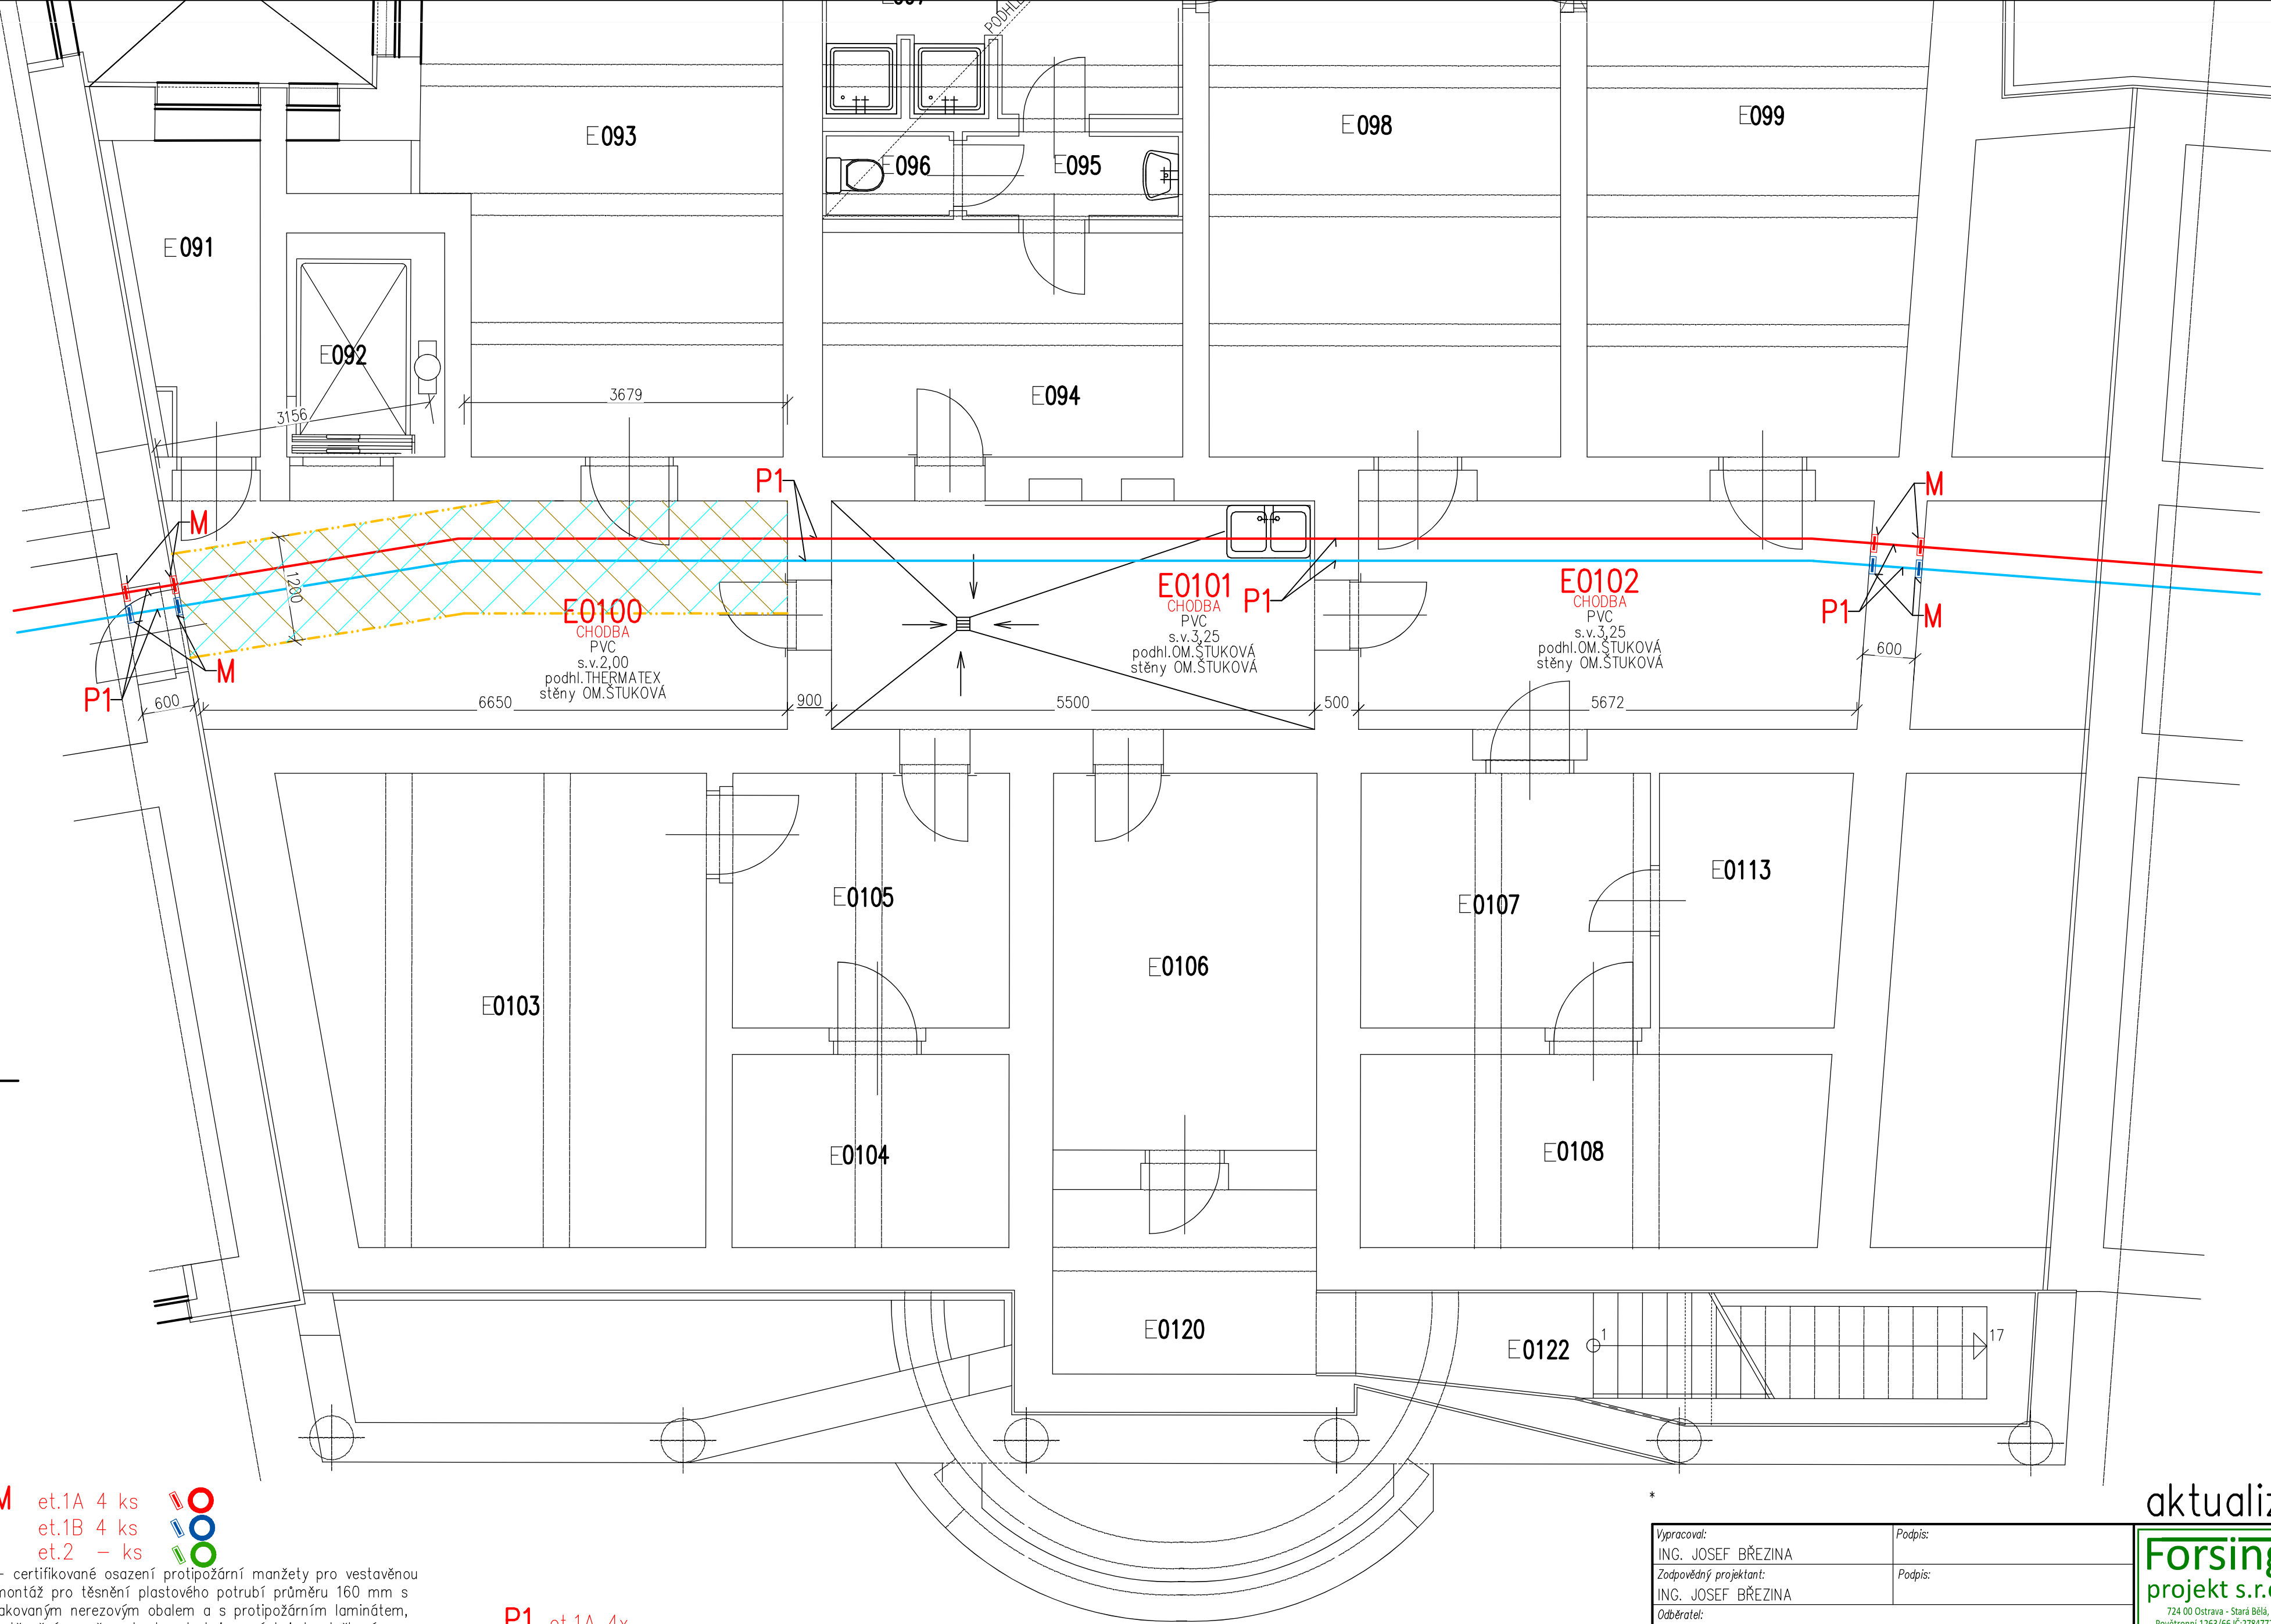 PODHL
E093
E098
E099
E096
E095
E091
E092
E094
3679
3156
P1
M
M
1200
E0100
CHODBA
PVC
s.v.2,00
podhl.THERMATEX
stěny OM.ŠTUKOVÁ
E0101
CHODBA
PVC
s.v.3,25
podhl.OM.ŠTUKOVÁ
stěny OM.ŠTUKOVÁ
P1
E0102
CHODBA
PVC
s.v.3,25
podhl.OM.ŠTUKOVÁ
stěny OM.ŠTUKOVÁ
P1
M
600
M
P1
600
6650
900
5500
500
5672
E0105
E0107
E0113
E0103
E0106
E0104
E0108
E0120
E0122
1
17
M et.1A 4 ks
et.1B 4 ks
et.2 – ks
– certifikované osazení protipožární manžety pro vestavěnou
montáž pro těsnění plastového potrubí průměru 160 mm s
lakovaným nerezovým obalem a s protipožárním laminátem,
P1 et.1A 4x
*
aktualiz
Vypracoval:
Podpis:
ING. JOSEF BŘEZINA
Zodpovědný projektant:
Podpis:
ING. JOSEF BŘEZINA
Odběratel:
Forsing
projekt s.r.o
724 00 Ostrava - Stará Bělá,